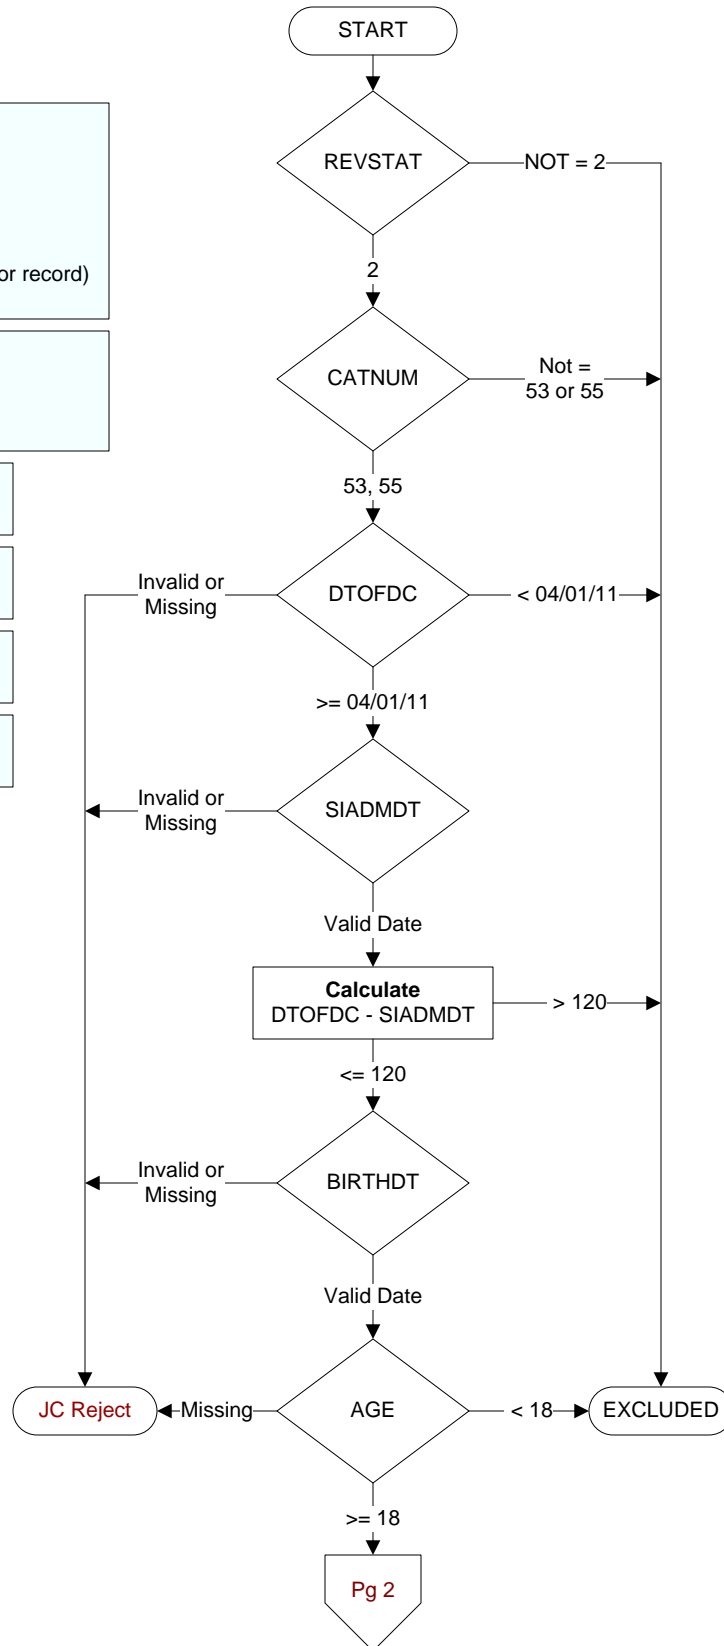 START
REVSTAT
NOT = 2
or record)
2
CATNUM
Not =
53 or 55
53, 55
Invalid or
Missing
DTOFDC
< 04/01/11
>= 04/01/11
Invalid or
Missing
SIADMDT
Valid Date
Calculate
DTOFDC - SIADMDT
> 120
<= 120
Invalid or
Missing
BIRTHDT
Valid Date
JC Reject
Missing
AGE
< 18
EXCLUDED
>= 18
Pg 2